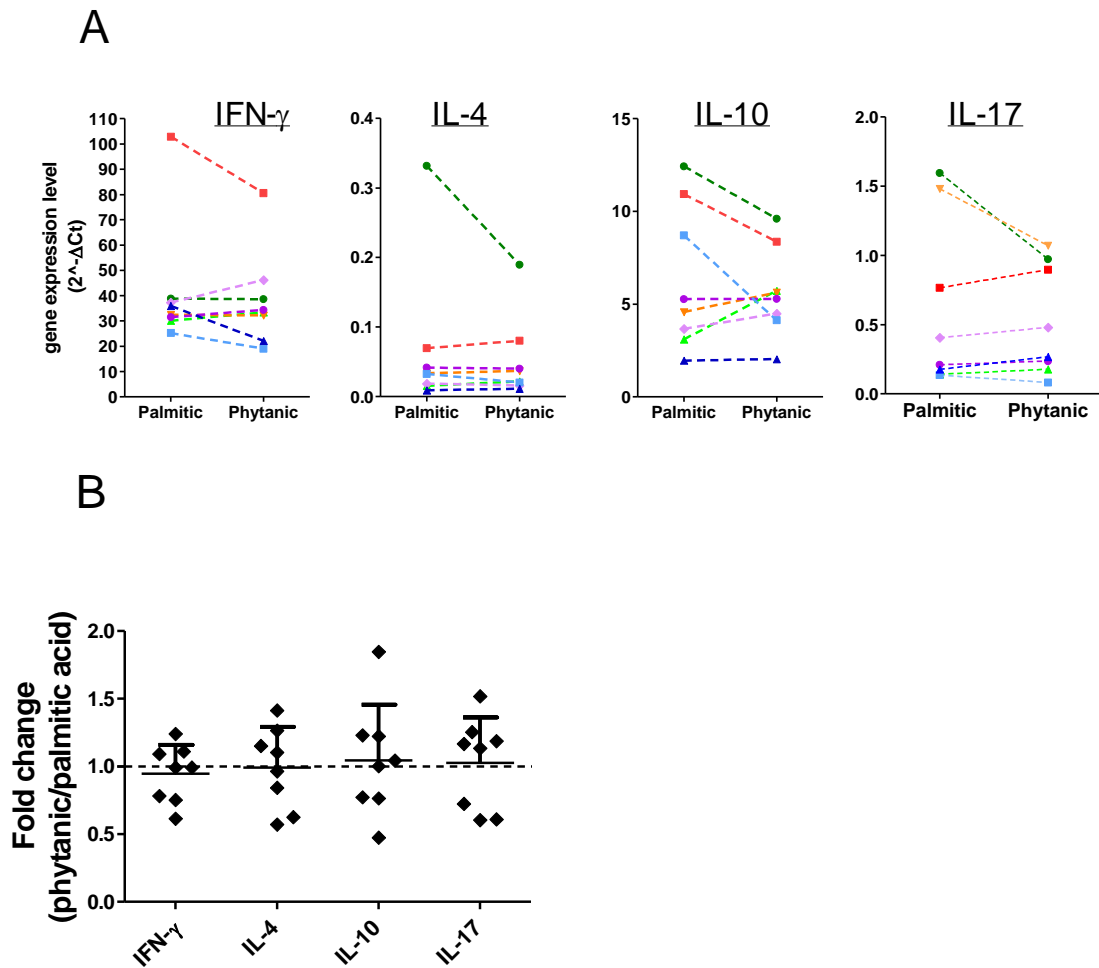 A
IFN-γ
IL-4
IL-10
IL-17
gene expression level
(2^-ΔCt)
110
100
90
80
70
60
50
40
30
20
10
0
Palmitic Phytanic
0.4
0.3
0.2
0.1
0.0
Palmitic Phytanic
15
10
5
0
Palmitic Phytanic
2.0
1.5
1.0
0.5
0.0
Palmitic Phytanic
B
Fold change
(phytanic/palmitic acid)
2.0
1.5
1.0
0.5
0.0
IFN-γ
IL-4
IL-10
IL-17